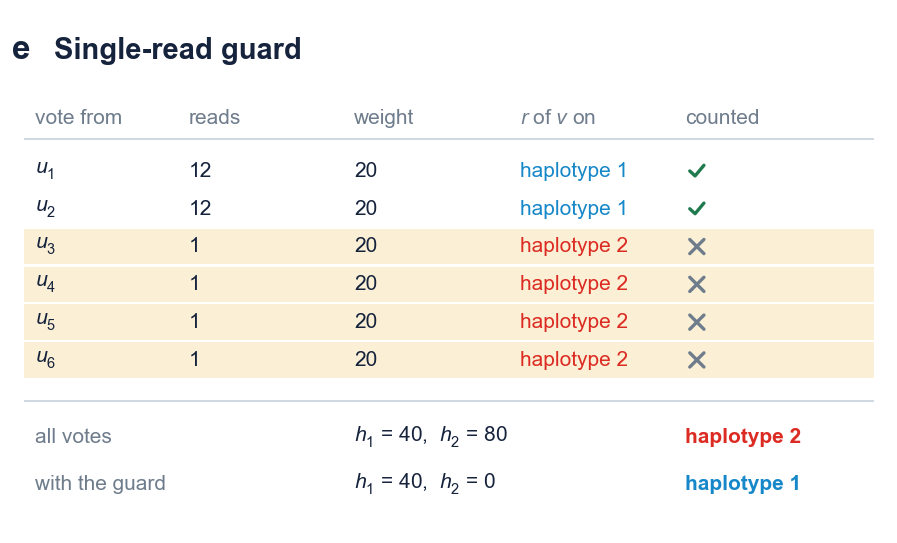 e Single-read guard
vote from reads weight r of v on counted
u1 12 20 haplotype 1 ✓
u2 12 20 haplotype 1 ✓
u3 1 20 haplotype 2 ✕
u4 1 20 haplotype 2 ✕
u5 1 20 haplotype 2 ✕
u6 1 20 haplotype 2 ✕
all votes h1 = 40, h2 = 80 haplotype 2
with the guard h1 = 40, h2 = 0 haplotype 1